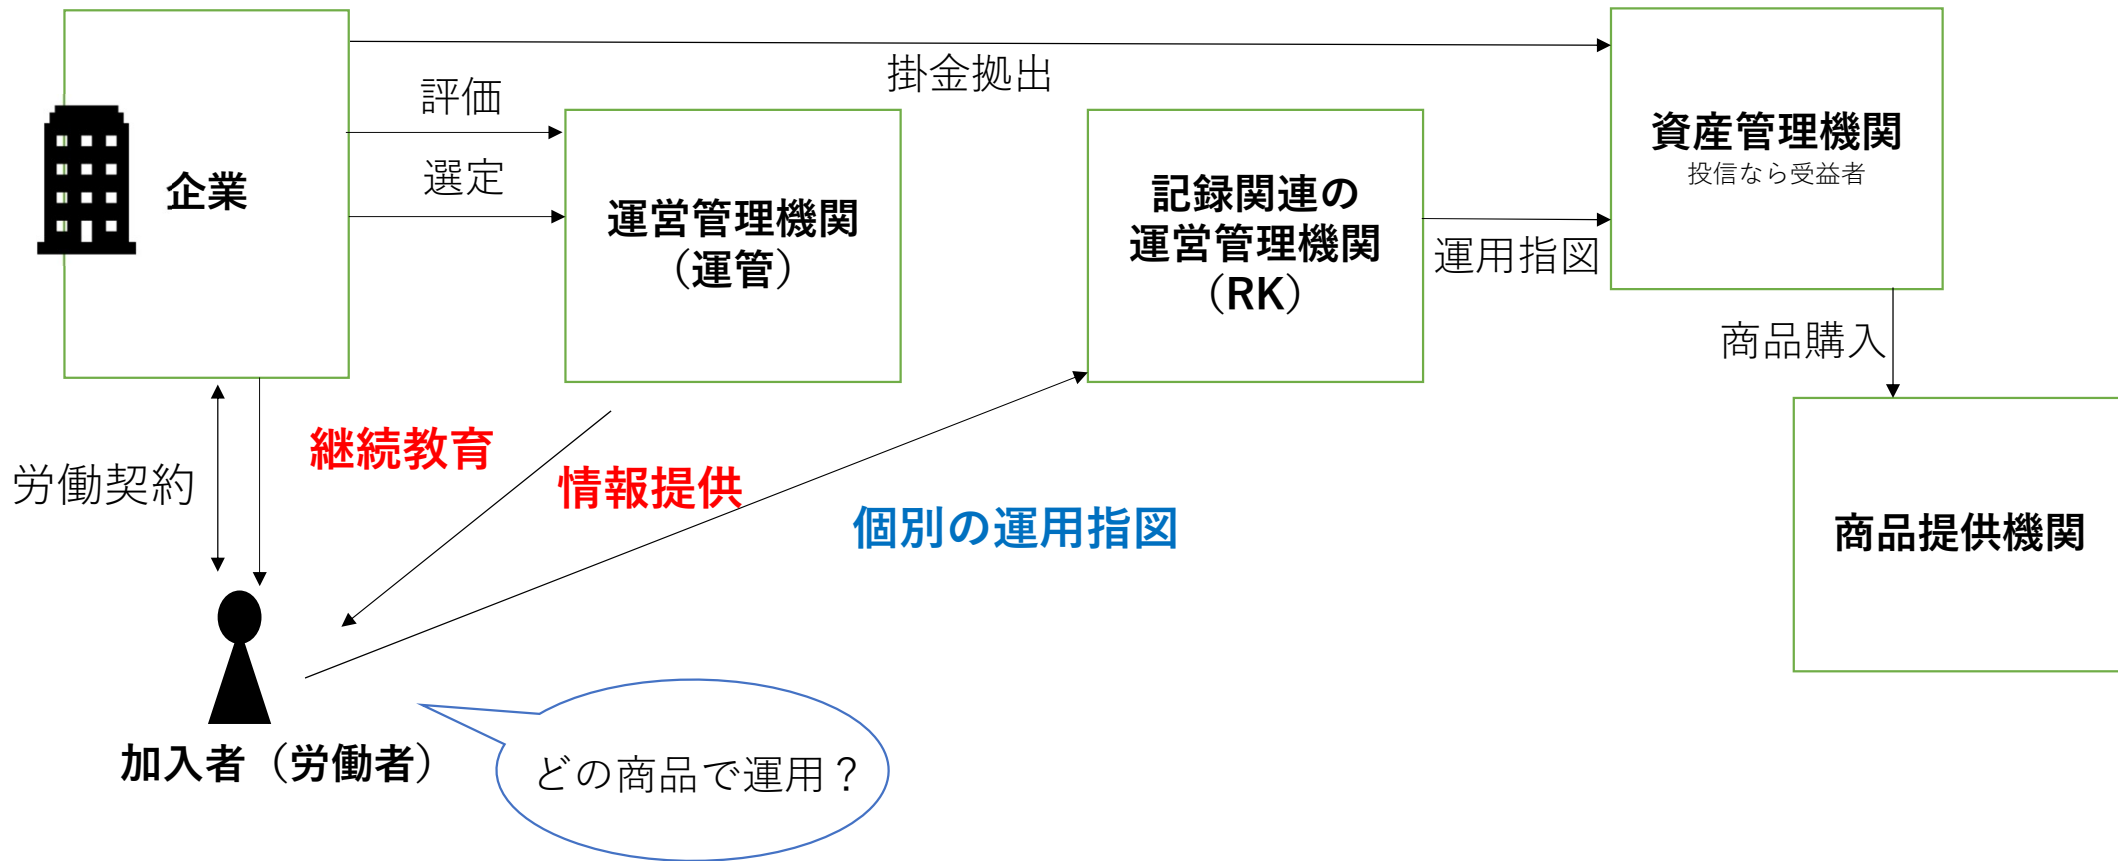 掛金拠出
評価
選定
企業
運営管理機関
（運管）
記録関連の
運営管理機関
（RK）
運用指図
資産管理機関
投信なら受益者
商品購入
商品提供機関
労働契約
継続教育
情報提供
個別の運用指図
加入者（労働者）
どの商品で運用？